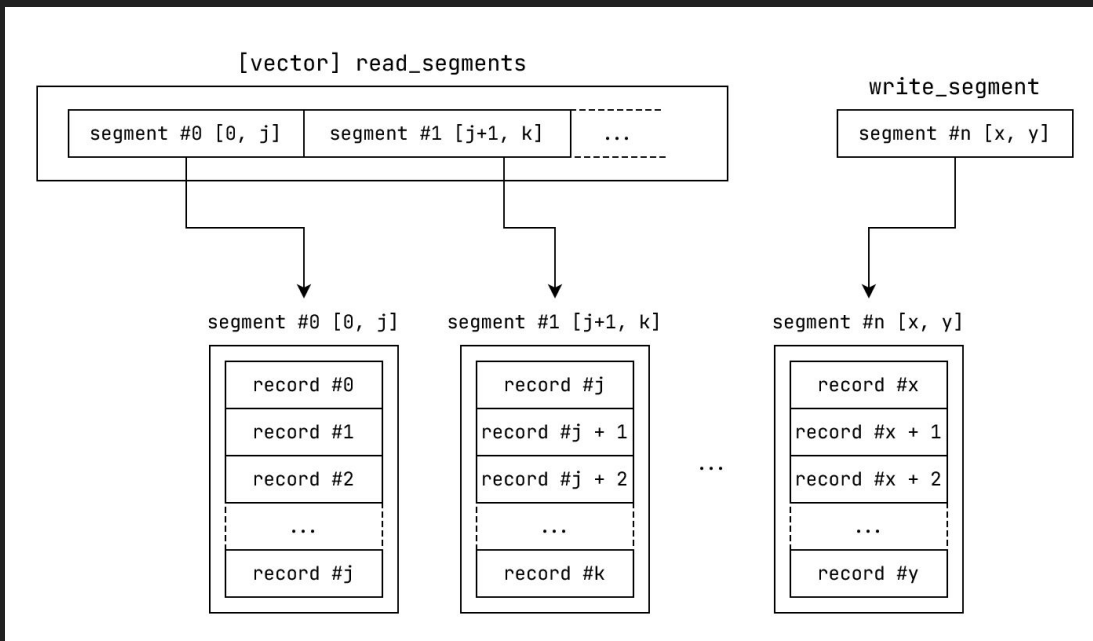 [vector] read_segments
write_segment
segment #0 [0, j]
segment #1 [j+1, k]
...
segment #n [x, y]
segment #0 [0, j]
record #0
record #1
record #2
...
record #j
segment #1 [j+1, k]
record #j
record #j + 1
record #j + 2
...
record #k
...
segment #n [x, y]
record #x
record #x + 1
record #x + 2
...
record #y